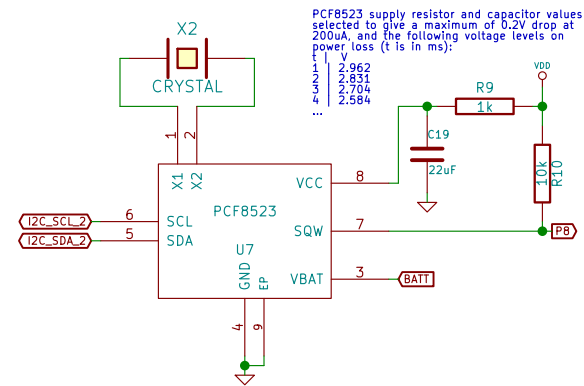 PCF8523 supply resistor and capacitor values
selected to give a maximum of 0.2V drop at
200uA, and the following voltage levels on
power loss (t is in ms):
t | V
1 | 2.962
2 | 2.831
3 | 2.704
4 | 2.584
...
X2
CRYSTAL
VDD
R9
1k
C19
22uF
10k
R10
1
2
X1
X2
VCC
8
PCF8523
I2C_SCL_2
6
SCL
I2C_SDA_2
5
SDA
SQW
7
P8
U7
GND
EP
VBAT
3
BATT
4
9